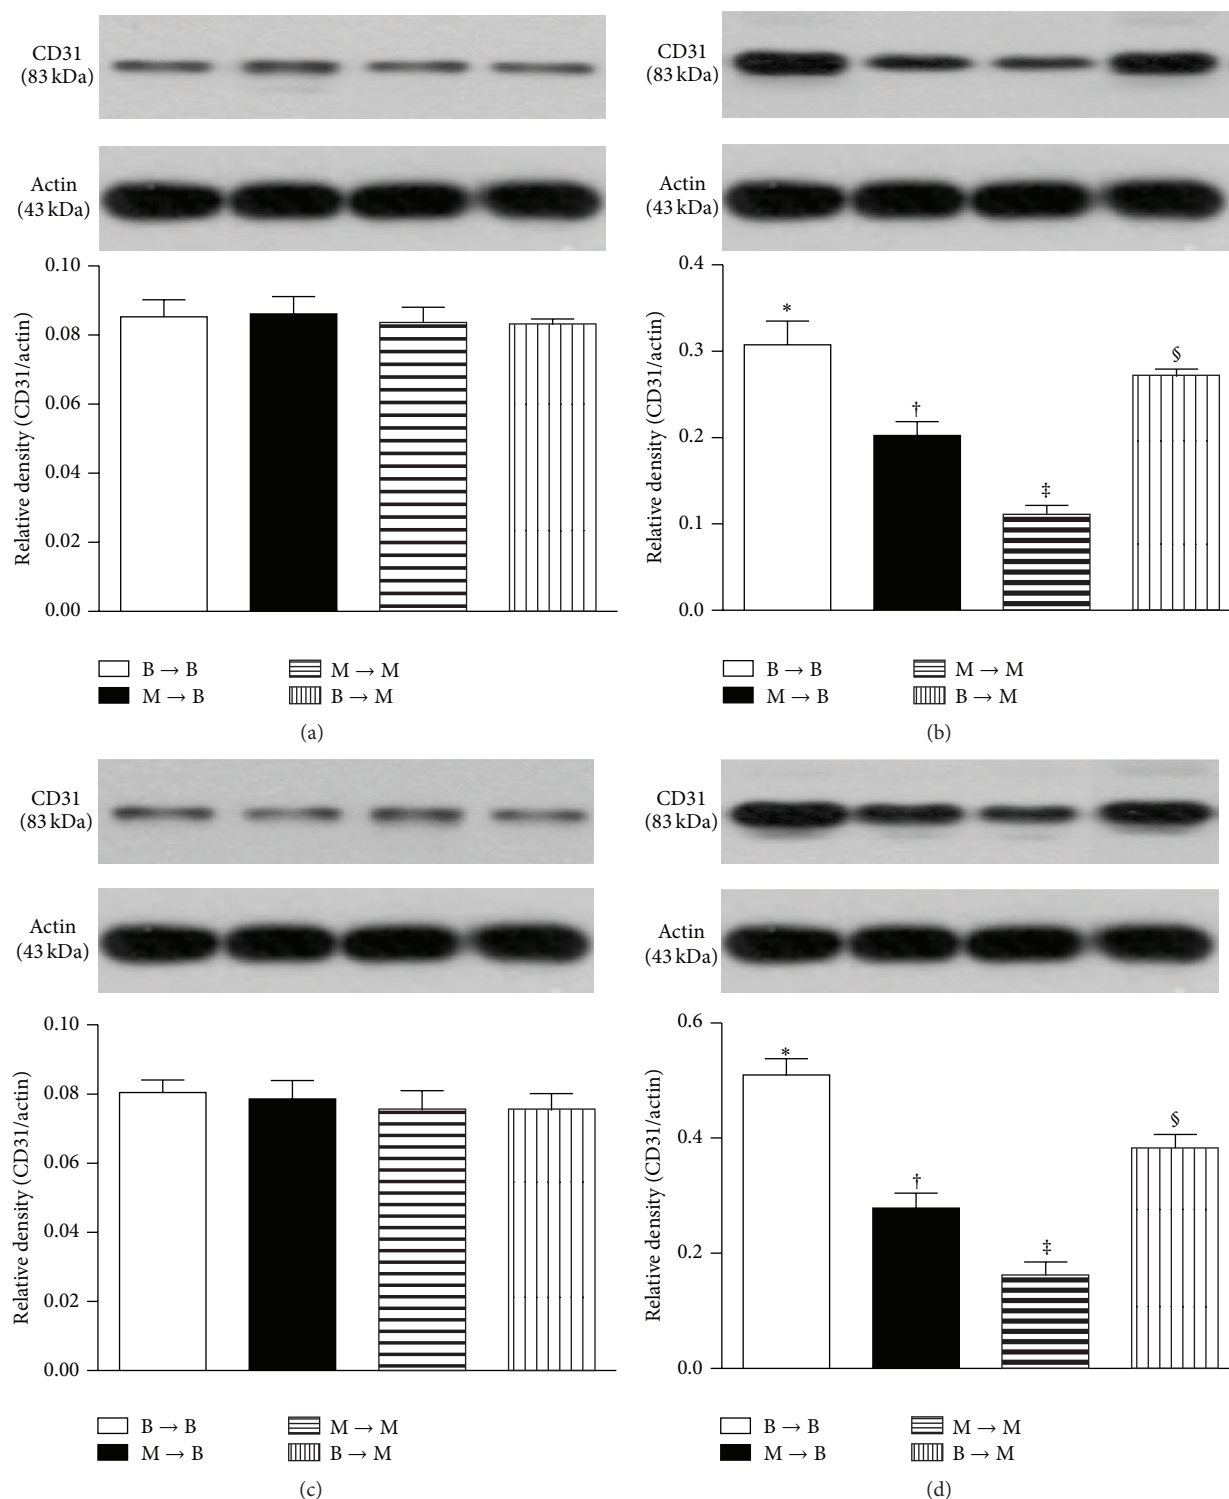 CD31
(83 kDa)
Actin
(43 kDa)
Relative density (CD31/actin)
0.10
0.08
0.06
0.04
0.02
0.00
B → B
M → M
M → B
B → M
(a)
CD31
(83 kDa)
Actin
(43 kDa)
Relative density (CD31/actin)
0.4
0.3
0.2
0.1
0.0
*
†
‡
§
B → B
M → M
M → B
B → M
(b)
CD31
(83 kDa)
Actin
(43 kDa)
Relative density (CD31/actin)
0.10
0.08
0.06
0.04
0.02
0.00
B → B
M → M
M → B
B → M
(c)
CD31
(83 kDa)
Actin
(43 kDa)
Relative density (CD31/actin)
0.6
0.4
0.2
0.0
*
†
‡
§
B → B
M → M
M → B
B → M
(d)